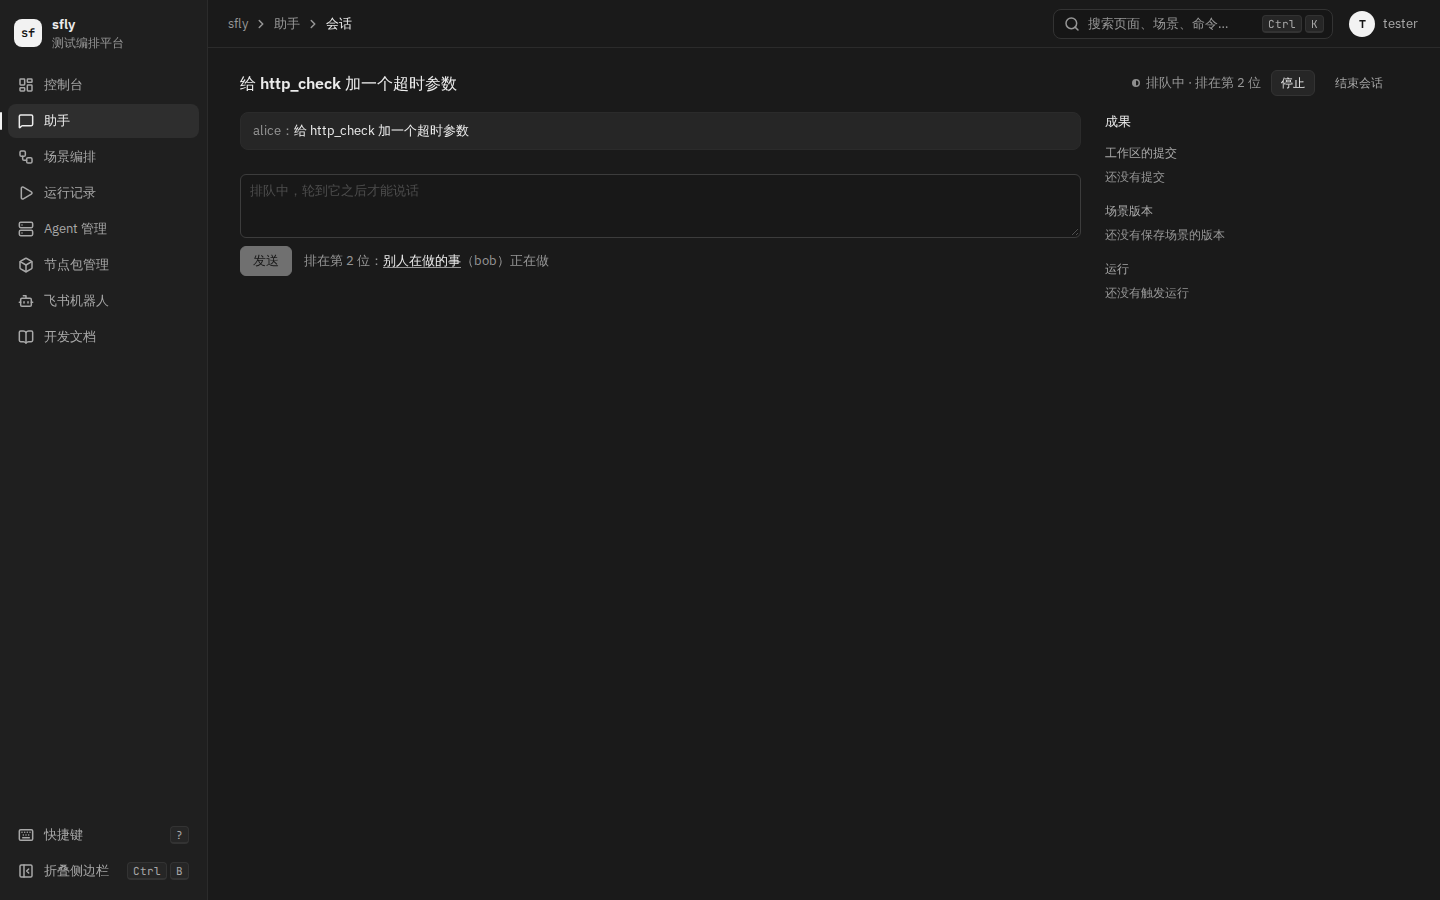 sf
sfly
测试编排平台
控制台
助手
场景编排
运行记录
Agent 管理
节点包管理
飞书机器人
开发文档
快捷键 ?
折叠侧边栏 Ctrl B
sfly > 助手 > 会话
搜索页面、场景、命令... Ctrl K
T tester
给 http_check 加一个超时参数
排队中 · 排在第 2 位 停止 结束会话
alice：给 http_check 加一个超时参数
排队中，轮到它之后才能说话
发送 排在第 2 位：别人在做的事（bob）正在做
成果
工作区的提交
还没有提交
场景版本
还没有保存场景的版本
运行
还没有触发运行